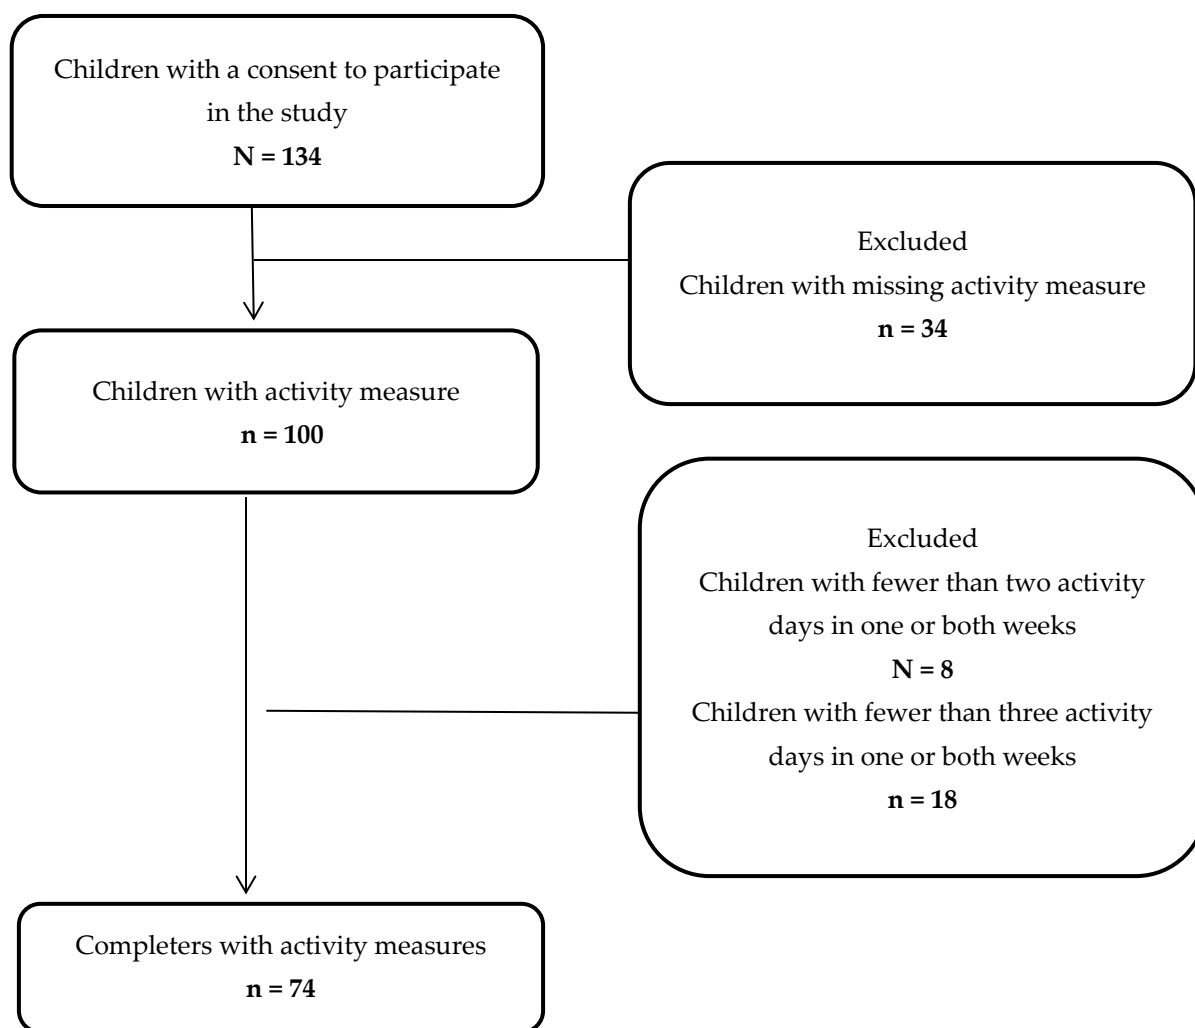 Children with a consent to participate
in the study
N = 134
Excluded
Children with missing activity measure
n = 34
Children with activity measure
n = 100
Excluded
Children with fewer than two activity
days in one or both weeks
N = 8
Children with fewer than three activity
days in one or both weeks
n = 18
Completers with activity measures
n = 74